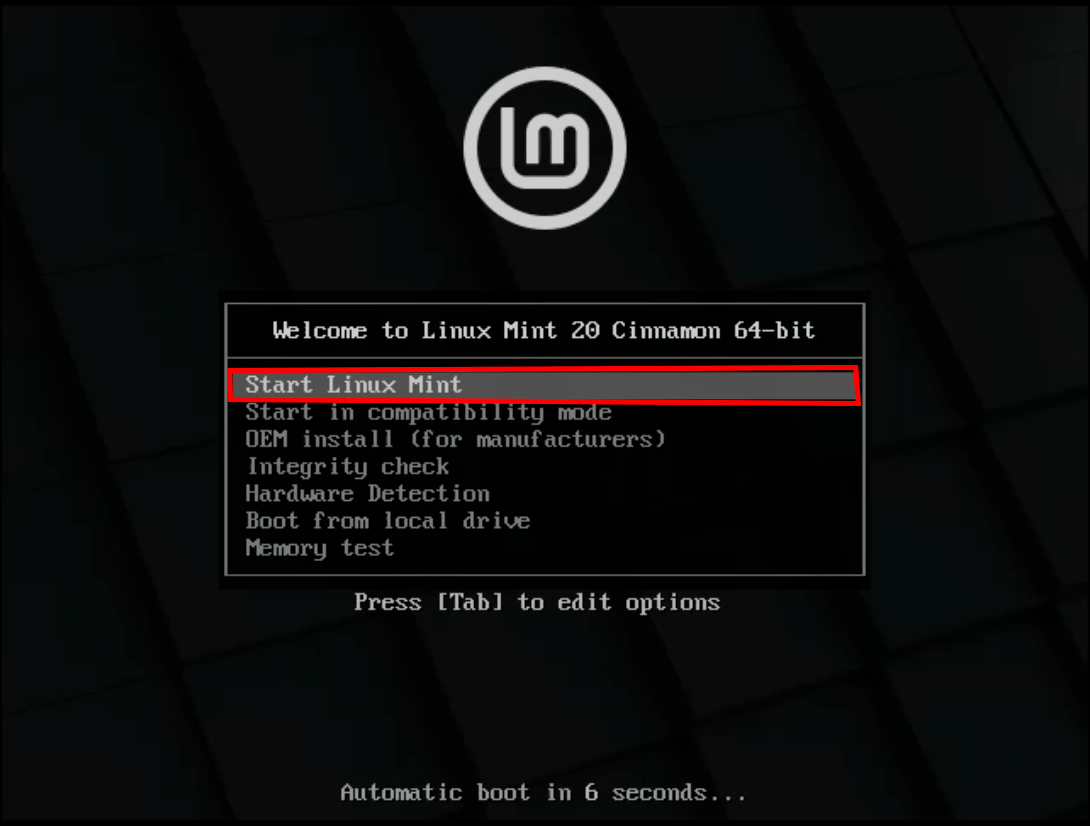 lm
Welcome to Linux Mint 20 Cinnamon 64-bit
Start Linux Mint
Start in compatibility mode
OEM install (for manufacturers)
Integrity check
Hardware Detection
Boot from local drive
Memory test
Press [Tab] to edit options
Automatic boot in 6 seconds...